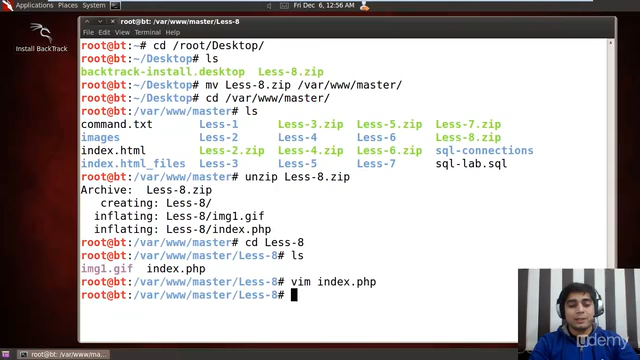 Applications Places System
Fri Dec 6, 12:56 AM
root@bt: /var/www/master/Less-8
File Edit View Terminal Help
Install BackTrack
root@bt:~# cd /root/Desktop/
root@bt:~/Desktop# ls
backtrack-install.desktop Less-8.zip
root@bt:~/Desktop# mv Less-8.zip /var/www/master/
root@bt:~/Desktop# cd /var/www/master/
root@bt:/var/www/master# ls
command.txt Less-1 Less-3.zip Less-5.zip Less-7.zip
images Less-2 Less-4 Less-6 Less-8.zip
index.html Less-2.zip Less-4.zip Less-6.zip sql-connections
index.html_files Less-3 Less-5 Less-7 sql-lab.sql
root@bt:/var/www/master# unzip Less-8.zip
Archive: Less-8.zip
creating: Less-8/
inflating: Less-8/img1.gif
inflating: Less-8/index.php
root@bt:/var/www/master# cd Less-8
root@bt:/var/www/master/Less-8# ls
img1.gif index.php
root@bt:/var/www/master/Less-8# vim index.php
root@bt:/var/www/master/Less-8#
udemy
root@bt: /var/www/ma...